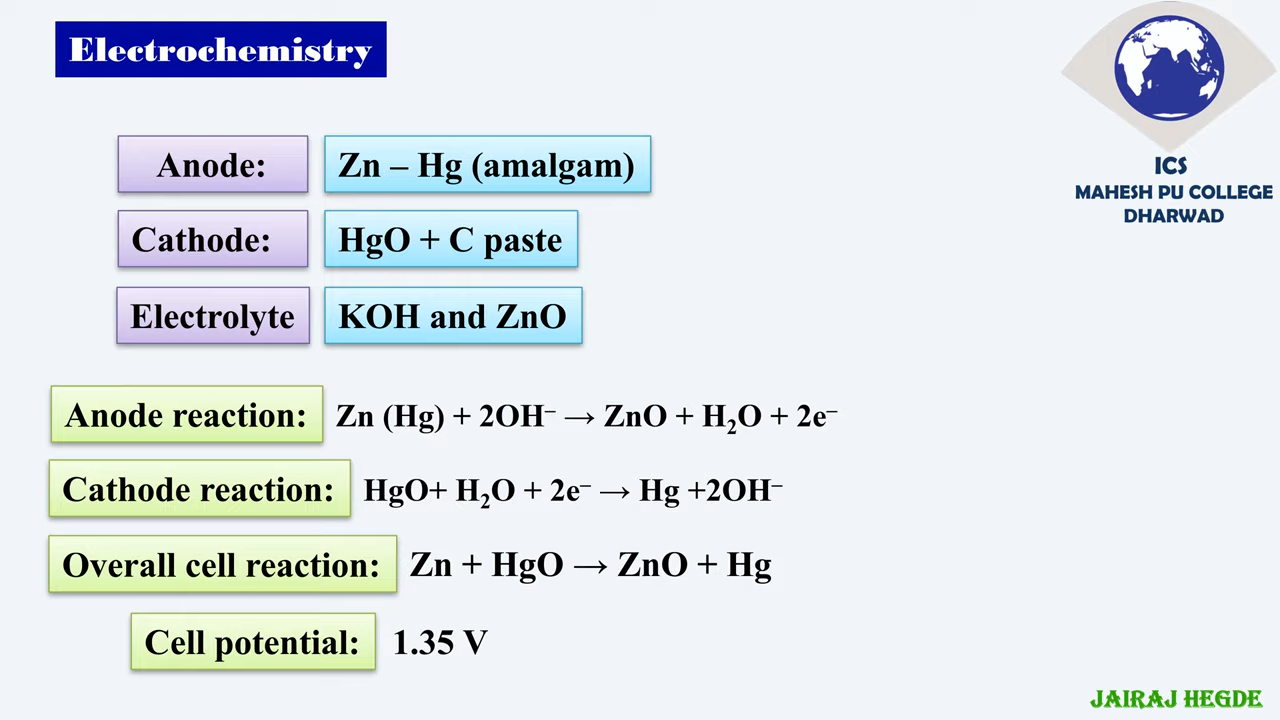 Electrochemistry
ICS
MAHESH PU COLLEGE
DHARWAD
Anode: Zn – Hg (amalgam)
Cathode: HgO + C paste
Electrolyte KOH and ZnO
Anode reaction: Zn (Hg) + 2OH⁻ → ZnO + H₂O + 2e⁻
Cathode reaction: HgO+ H₂O + 2e⁻ → Hg +2OH⁻
Overall cell reaction: Zn + HgO → ZnO + Hg
Cell potential: 1.35 V
JAIRAJ HEGDE